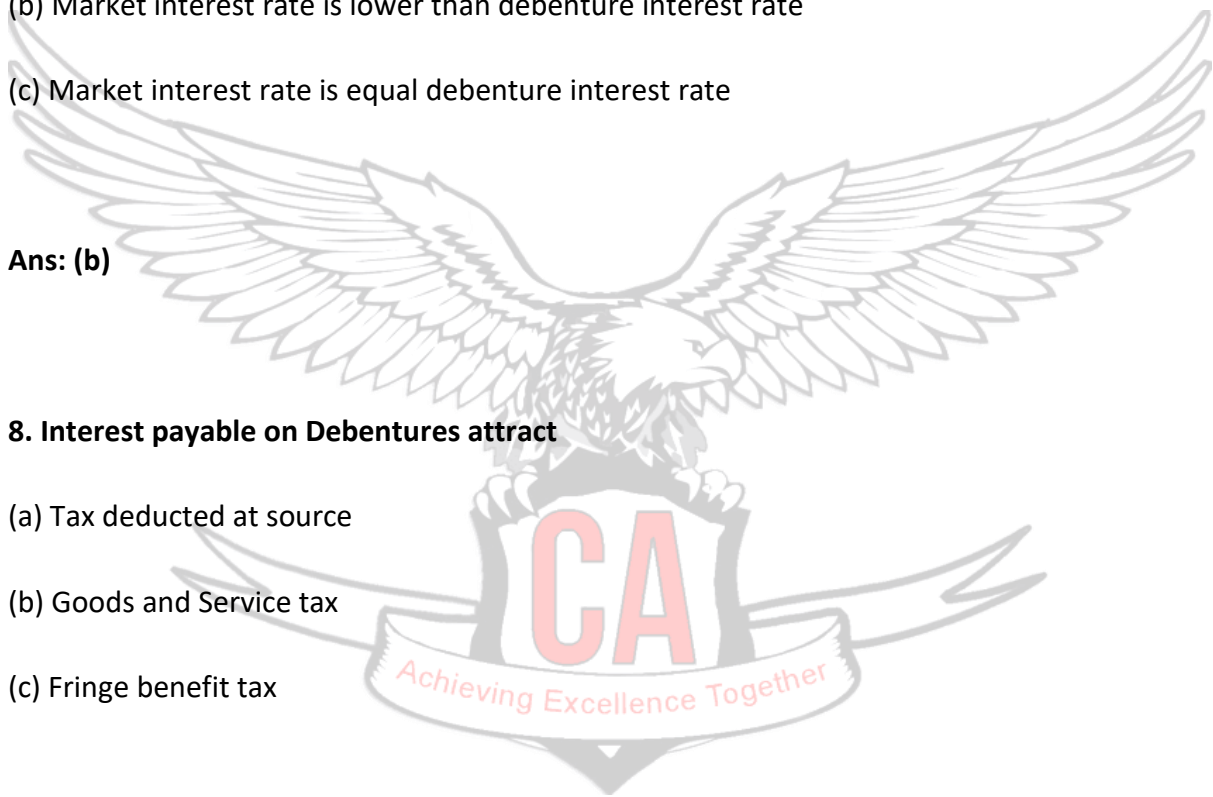 (b) Market interest rate is lower than debenture interest rate
(c) Market interest rate is equal debenture interest rate
Ans: (b)
8. Interest payable on Debentures attract
(a) Tax deducted at source
(b) Goods and Service tax
(c) Fringe benefit tax
CA
Achieving Excellence Together